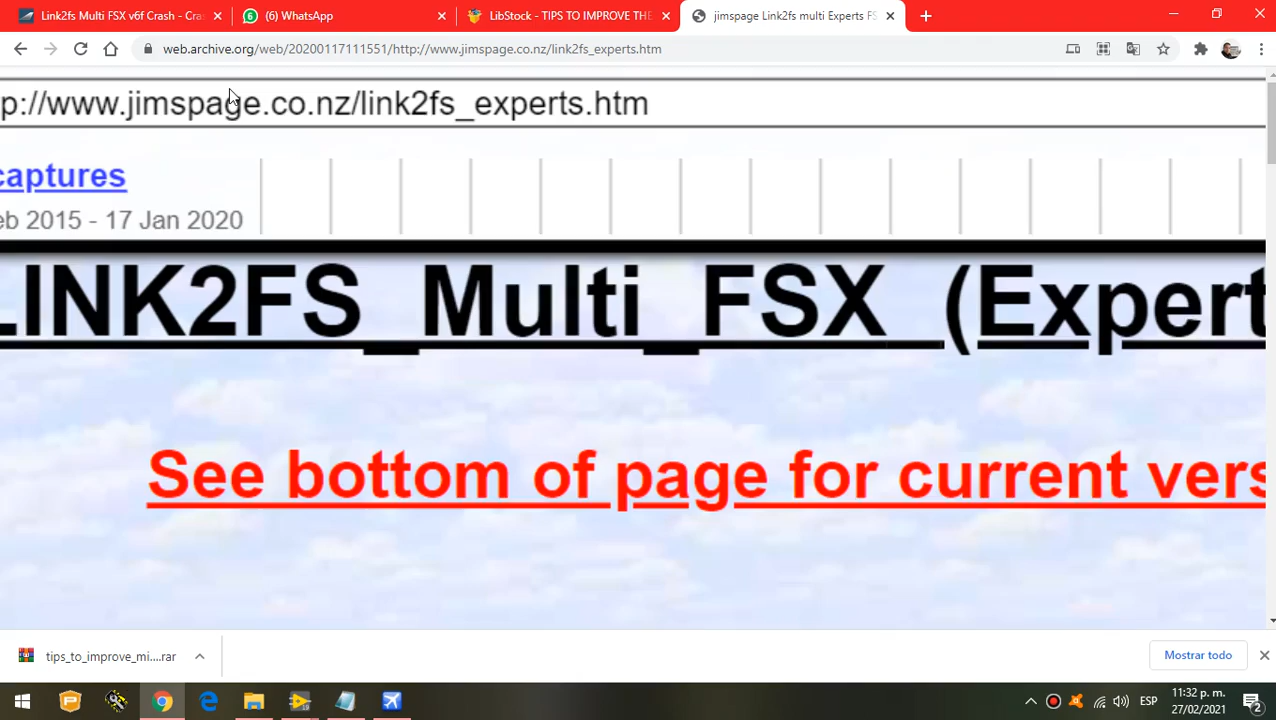 Link2fs Multi FSX v6f Crash - Cra
6
(6) WhatsApp
LibStock - TIPS TO IMPROVE THE
jimspage Link2fs multi Experts FS
web.archive.org/web/20200117111551/http://www.jimspage.co.nz/link2fs_experts.htm
p://www.jimspage.co.nz/link2fs_experts.htm
captures
eb 2015 - 17 Jan 2020
LINK2FS_Multi_FSX (Expert
See bottom of page for current vers
tips_to_improve_mi....rar
Mostrar todo
ESP
11:32 p. m.
27/02/2021
2